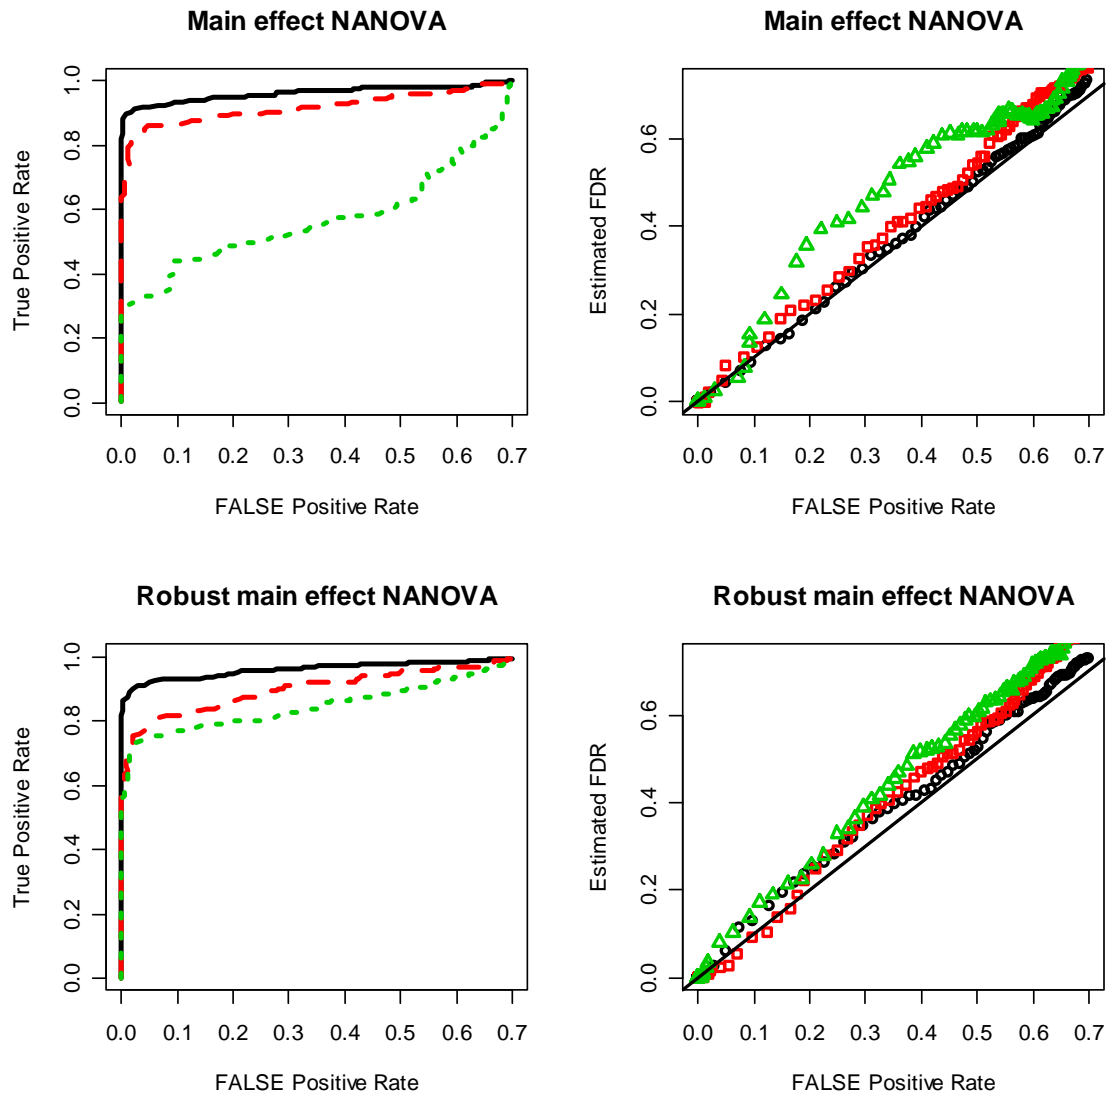 Main effect NANOVA
True Positive Rate
1.0
0.8
0.6
0.4
0.2
0.0
0.0 0.1 0.2 0.3 0.4 0.5 0.6 0.7
FALSE Positive Rate
Main effect NANOVA
Estimated FDR
0.6
0.4
0.2
0.0
0.0 0.1 0.2 0.3 0.4 0.5 0.6 0.7
FALSE Positive Rate
Robust main effect NANOVA
True Positive Rate
1.0
0.8
0.6
0.4
0.2
0.0
0.0 0.1 0.2 0.3 0.4 0.5 0.6 0.7
FALSE Positive Rate
Robust main effect NANOVA
Estimated FDR
0.6
0.4
0.2
0.0
0.0 0.1 0.2 0.3 0.4 0.5 0.6 0.7
FALSE Positive Rate